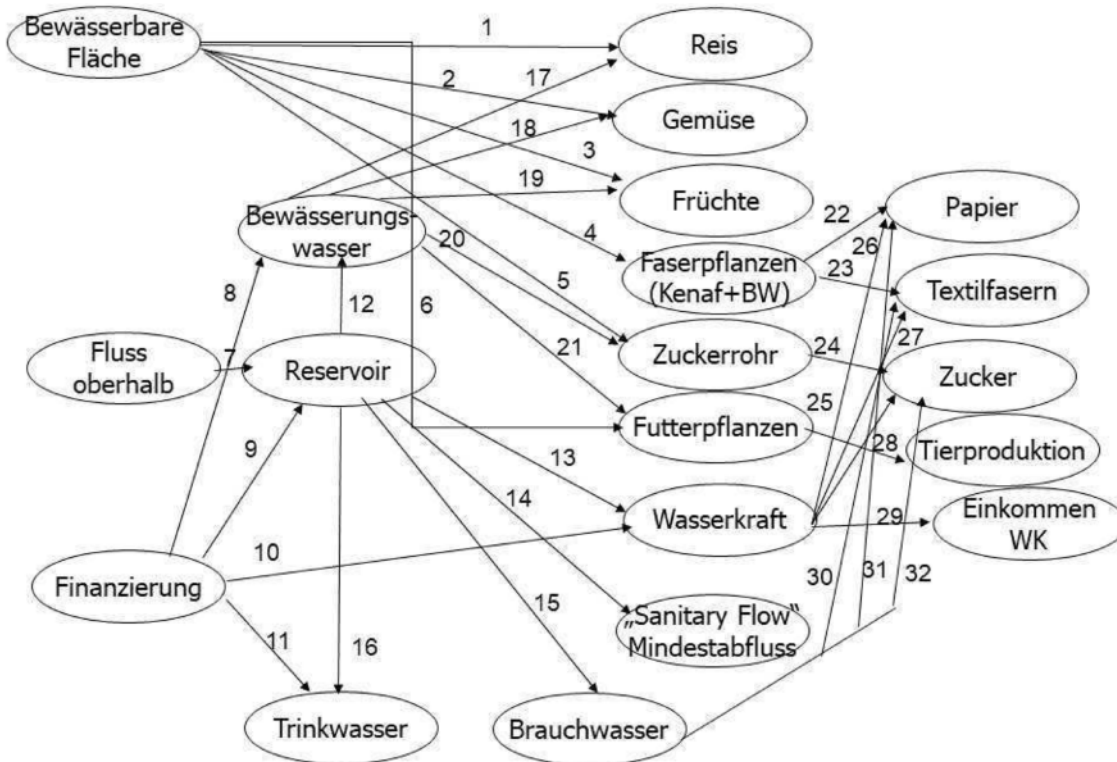 Bewässerbare
Fläche
1
Reis
17
2
Gemüse
18
3
19
Früchte
Bewässerungs-
wasser
20
4
22
Papier
26
Faserpflanzen
(Kenaf+BW)
23
Textilfasern
8
12
5
6
Fluss
oberhalb
7
Reservoir
21
Zuckerrohr
24
27
Zucker
25
Futterpflanzen
28
Tierproduktion
9
13
14
Wasserkraft
29
Einkommen
WK
10
Finanzierung
30
31
32
15
„Sanitary Flow“
Mindestabfluss
11
16
Trinkwasser
Brauchwasser